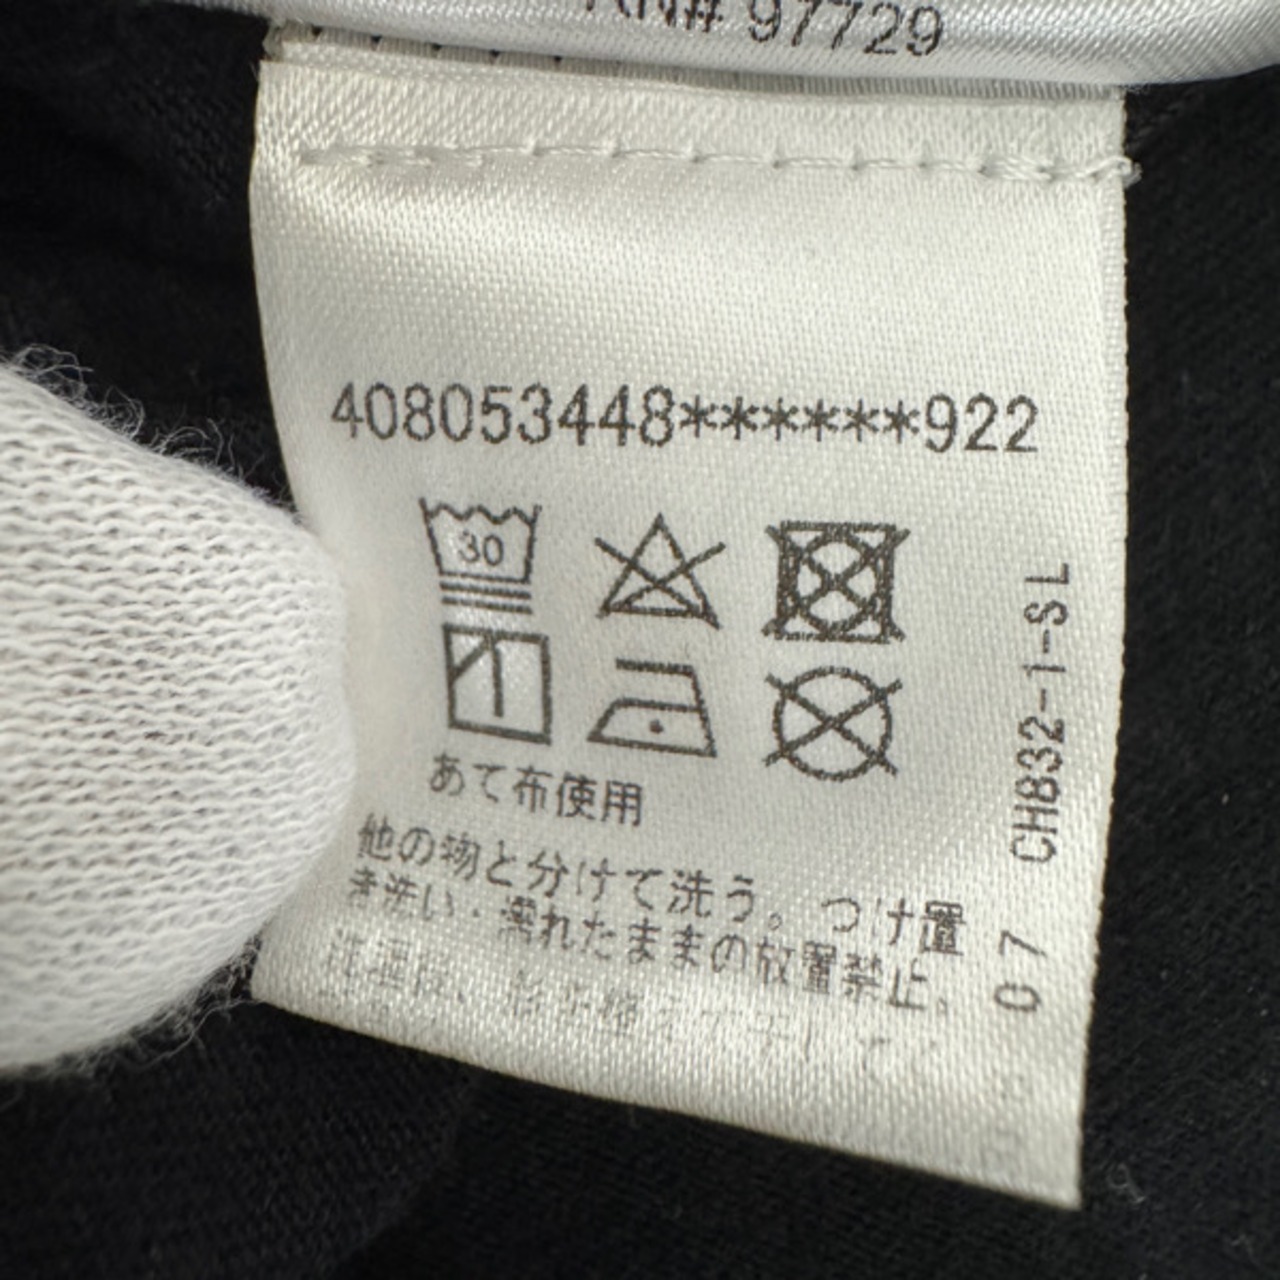 RN# 97729
408053448******922
30
あて布使用
他の物と分けて洗う。つけ置
き洗い・濡れたままの放置禁止。
CH832-1-SL
07